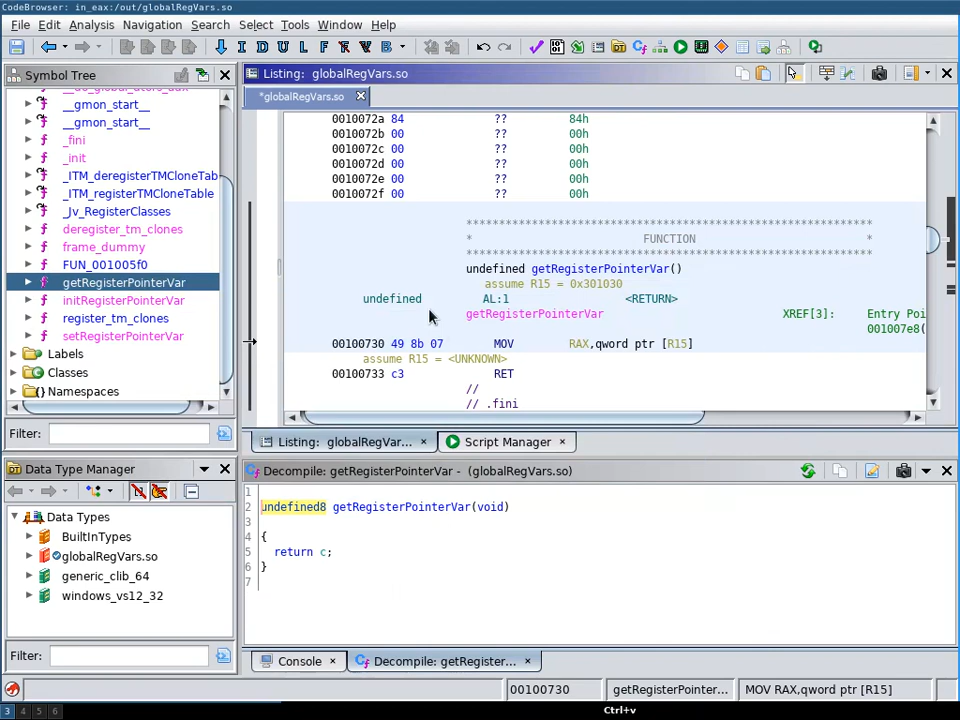 CodeBrowser: in_eax:/out/globalRegVars.so
File Edit Analysis Navigation Search Select Tools Window Help
I D U L F V B
Symbol Tree
__gmon_start__
__gmon_start__
_fini
_init
_ITM_deregisterTMCloneTab
_ITM_registerTMCloneTable
_Jv_RegisterClasses
deregister_tm_clones
frame_dummy
FUN_001005f0
getRegisterPointerVar
initRegisterPointerVar
register_tm_clones
setRegisterPointerVar
Labels
Classes
Namespaces
Filter:
Data Type Manager
Data Types
BuiltInTypes
globalRegVars.so
generic_clib_64
windows_vs12_32
Filter:
Listing: globalRegVars.so
*globalRegVars.so
0010072a 84 ?? 84h
0010072b 00 ?? 00h
0010072c 00 ?? 00h
0010072d 00 ?? 00h
0010072e 00 ?? 00h
0010072f 00 ?? 00h
**************************************************************
* FUNCTION *
**************************************************************
undefined getRegisterPointerVar()
assume R15 = 0x301030
undefined AL:1 <RETURN>
getRegisterPointerVar XREF[3]: Entry Poi
001007e8(
00100730 49 8b 07 MOV RAX,qword ptr [R15]
assume R15 = <UNKNOWN>
00100733 c3 RET
//
// .fini
Listing: globalRegVar... × Script Manager ×
Decompile: getRegisterPointerVar - (globalRegVars.so)
1
2 undefined8 getRegisterPointerVar(void)
3
4 {
5 return c;
6 }
7
Console × Decompile: getRegister... ×
00100730 getRegisterPointer... MOV RAX,qword ptr [R15]
3 4 5 6 Ctrl+v